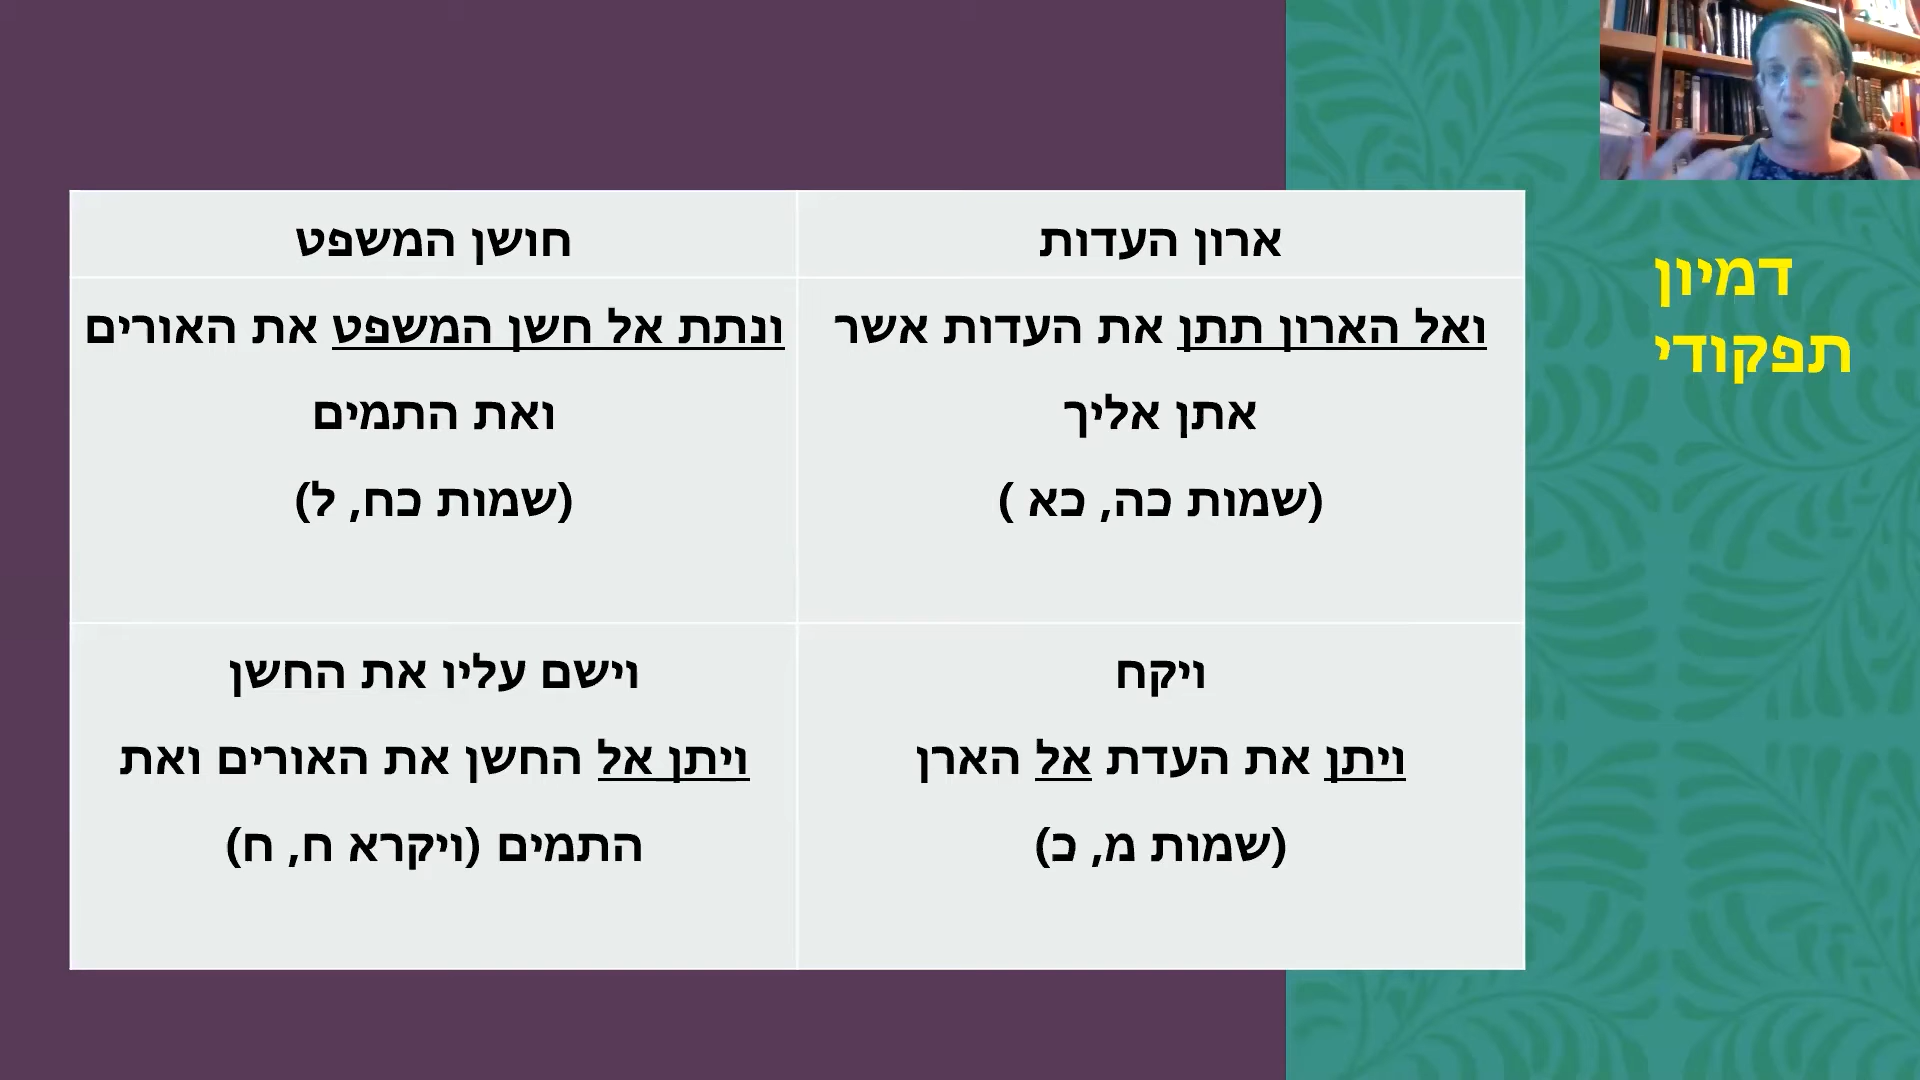 דמיון
תפקודי
ארון העדות
חושן המשפט
ואל הארון תתן את העדות אשר
אתן אליך
(שמות כה, כא )
ונתת אל חשן המשפט את האורים
ואת התמים
(שמות כח, ל)
ויקח
ויתן את העדת אל הארן
(שמות מ, כ)
וישם עליו את החשן
ויתן אל החשן את האורים ואת
התמים (ויקרא ח, ח)